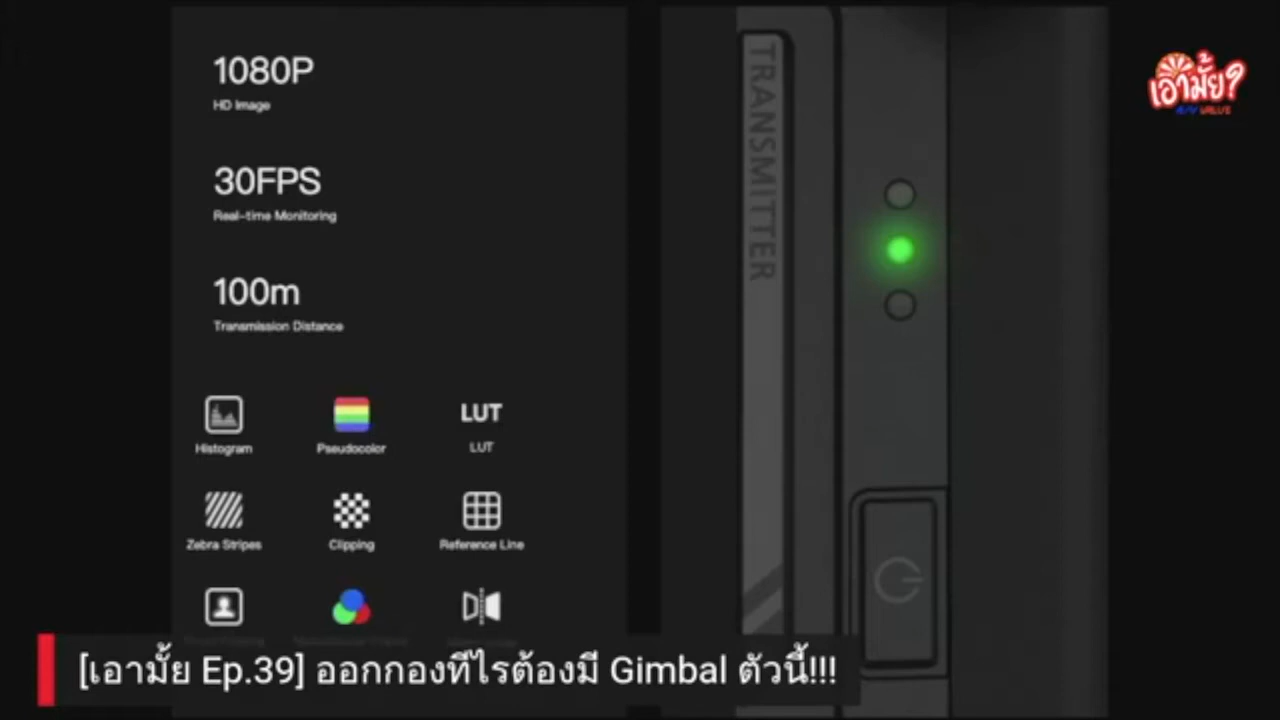 1080P
HD Image
30FPS
Real-time Monitoring
100m
Transmission Distance
Histogram
Pseudocolor
LUT
LUT
Zebra Stripes
Clipping
Reference Line
TRANSMITTER
เอามั้ย?
[เอามั้ย Ep.39] ออกกองทีไรต้องมี Gimbal ตัวนี้!!!